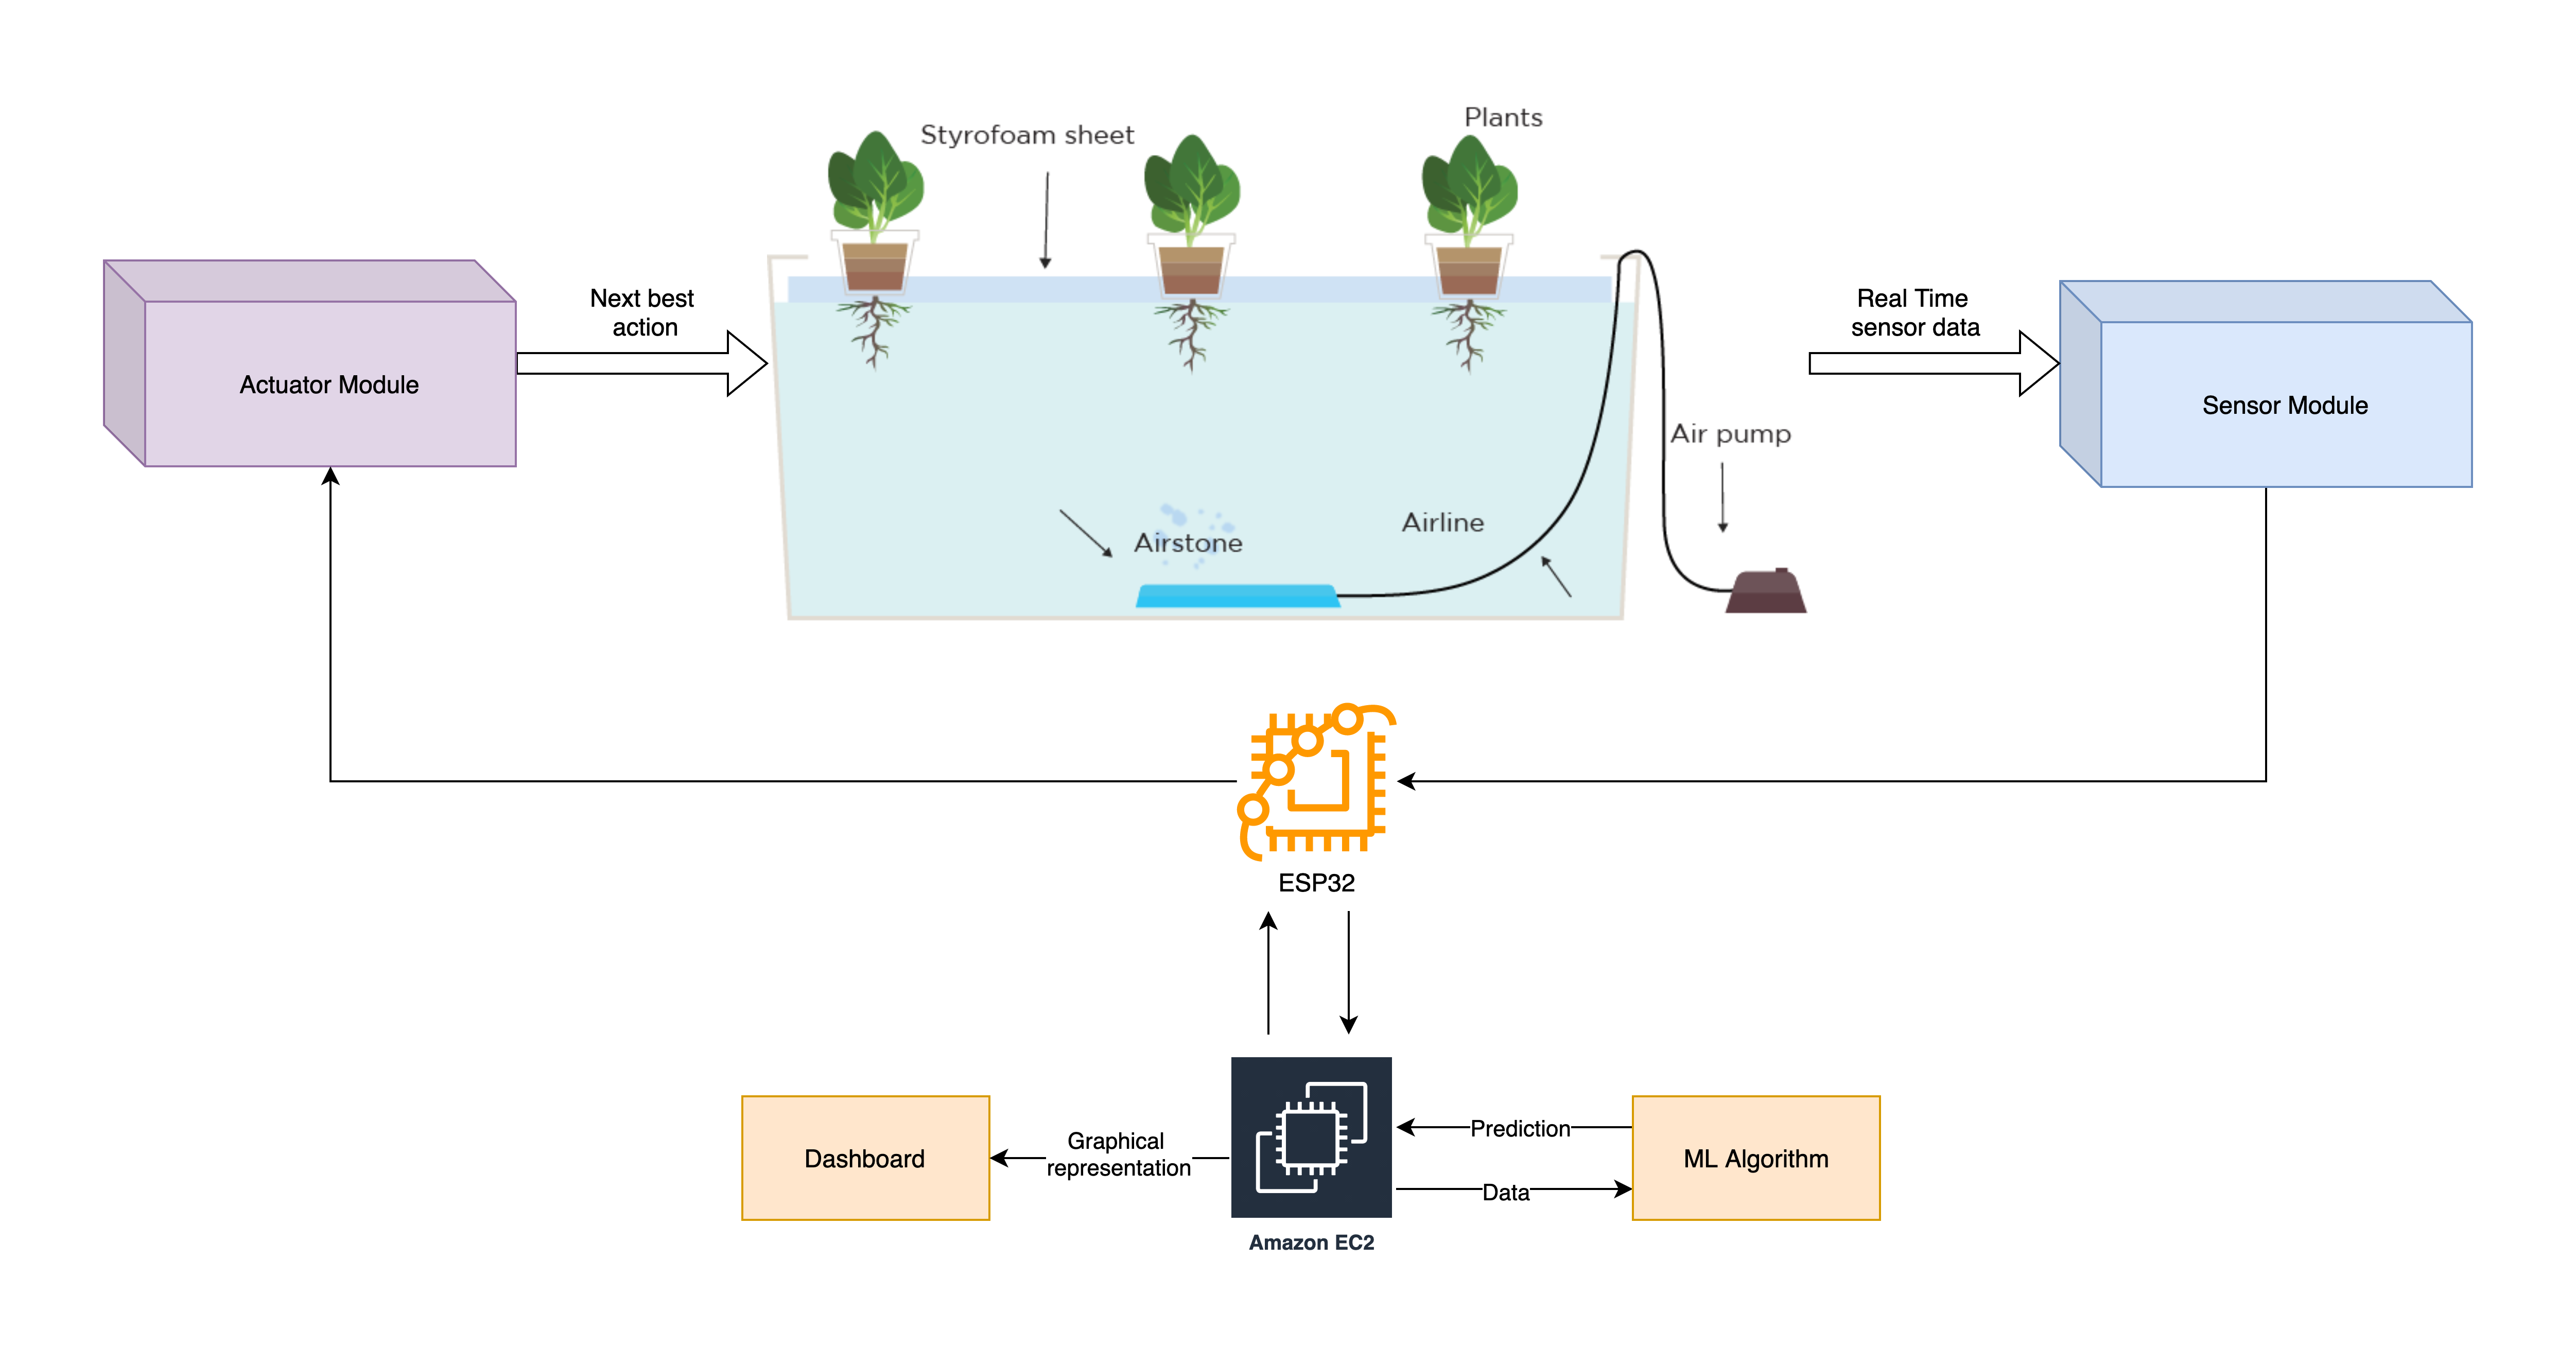 Plants
Styrofoam sheet
Next best
action
Real Time
sensor data
Actuator Module
Sensor Module
Air pump
Airline
Airstone
ESP32
Graphical
representation
Prediction
Dashboard
ML Algorithm
Data
Amazon EC2